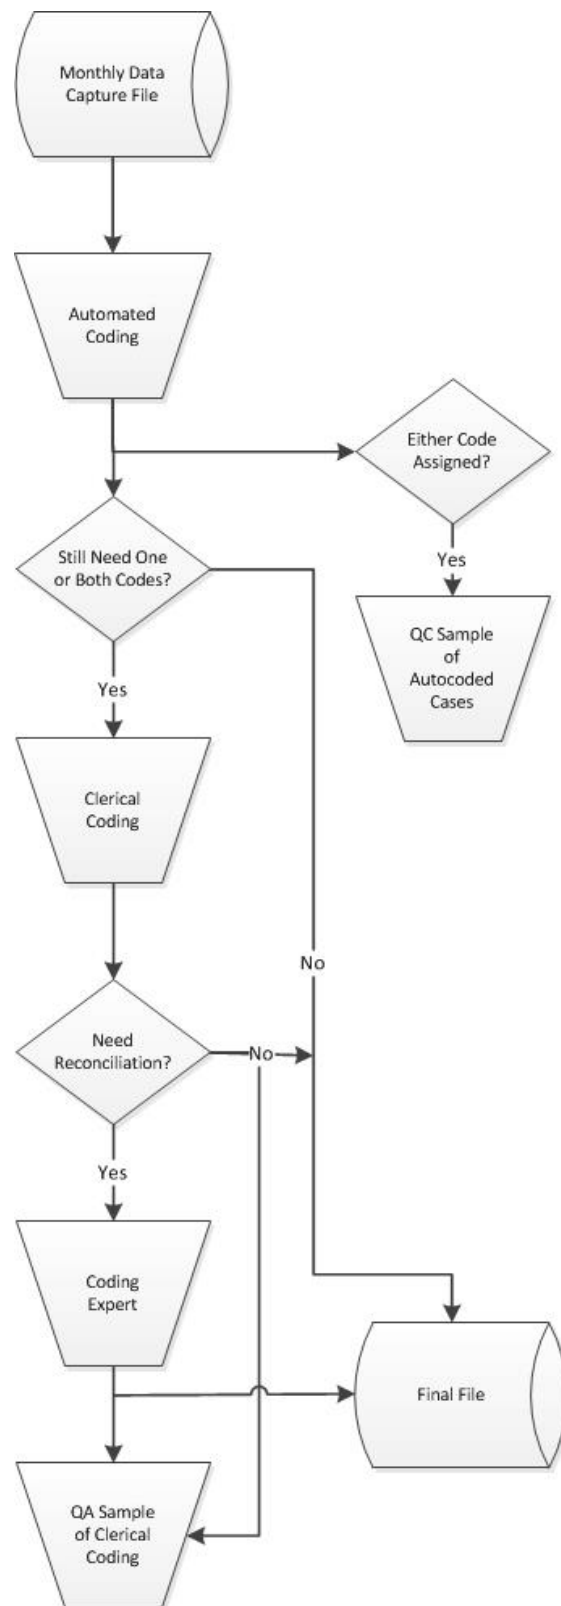 Monthly Data
Capture File
Automated
Coding
Either Code
Assigned?
Yes
QC Sample
of
Autocoded
Cases
Still Need One
or Both Codes?
Yes
Clerical
Coding
No
Need
Reconciliation?
No
Yes
Coding
Expert
Final File
QA Sample
of Clerical
Coding